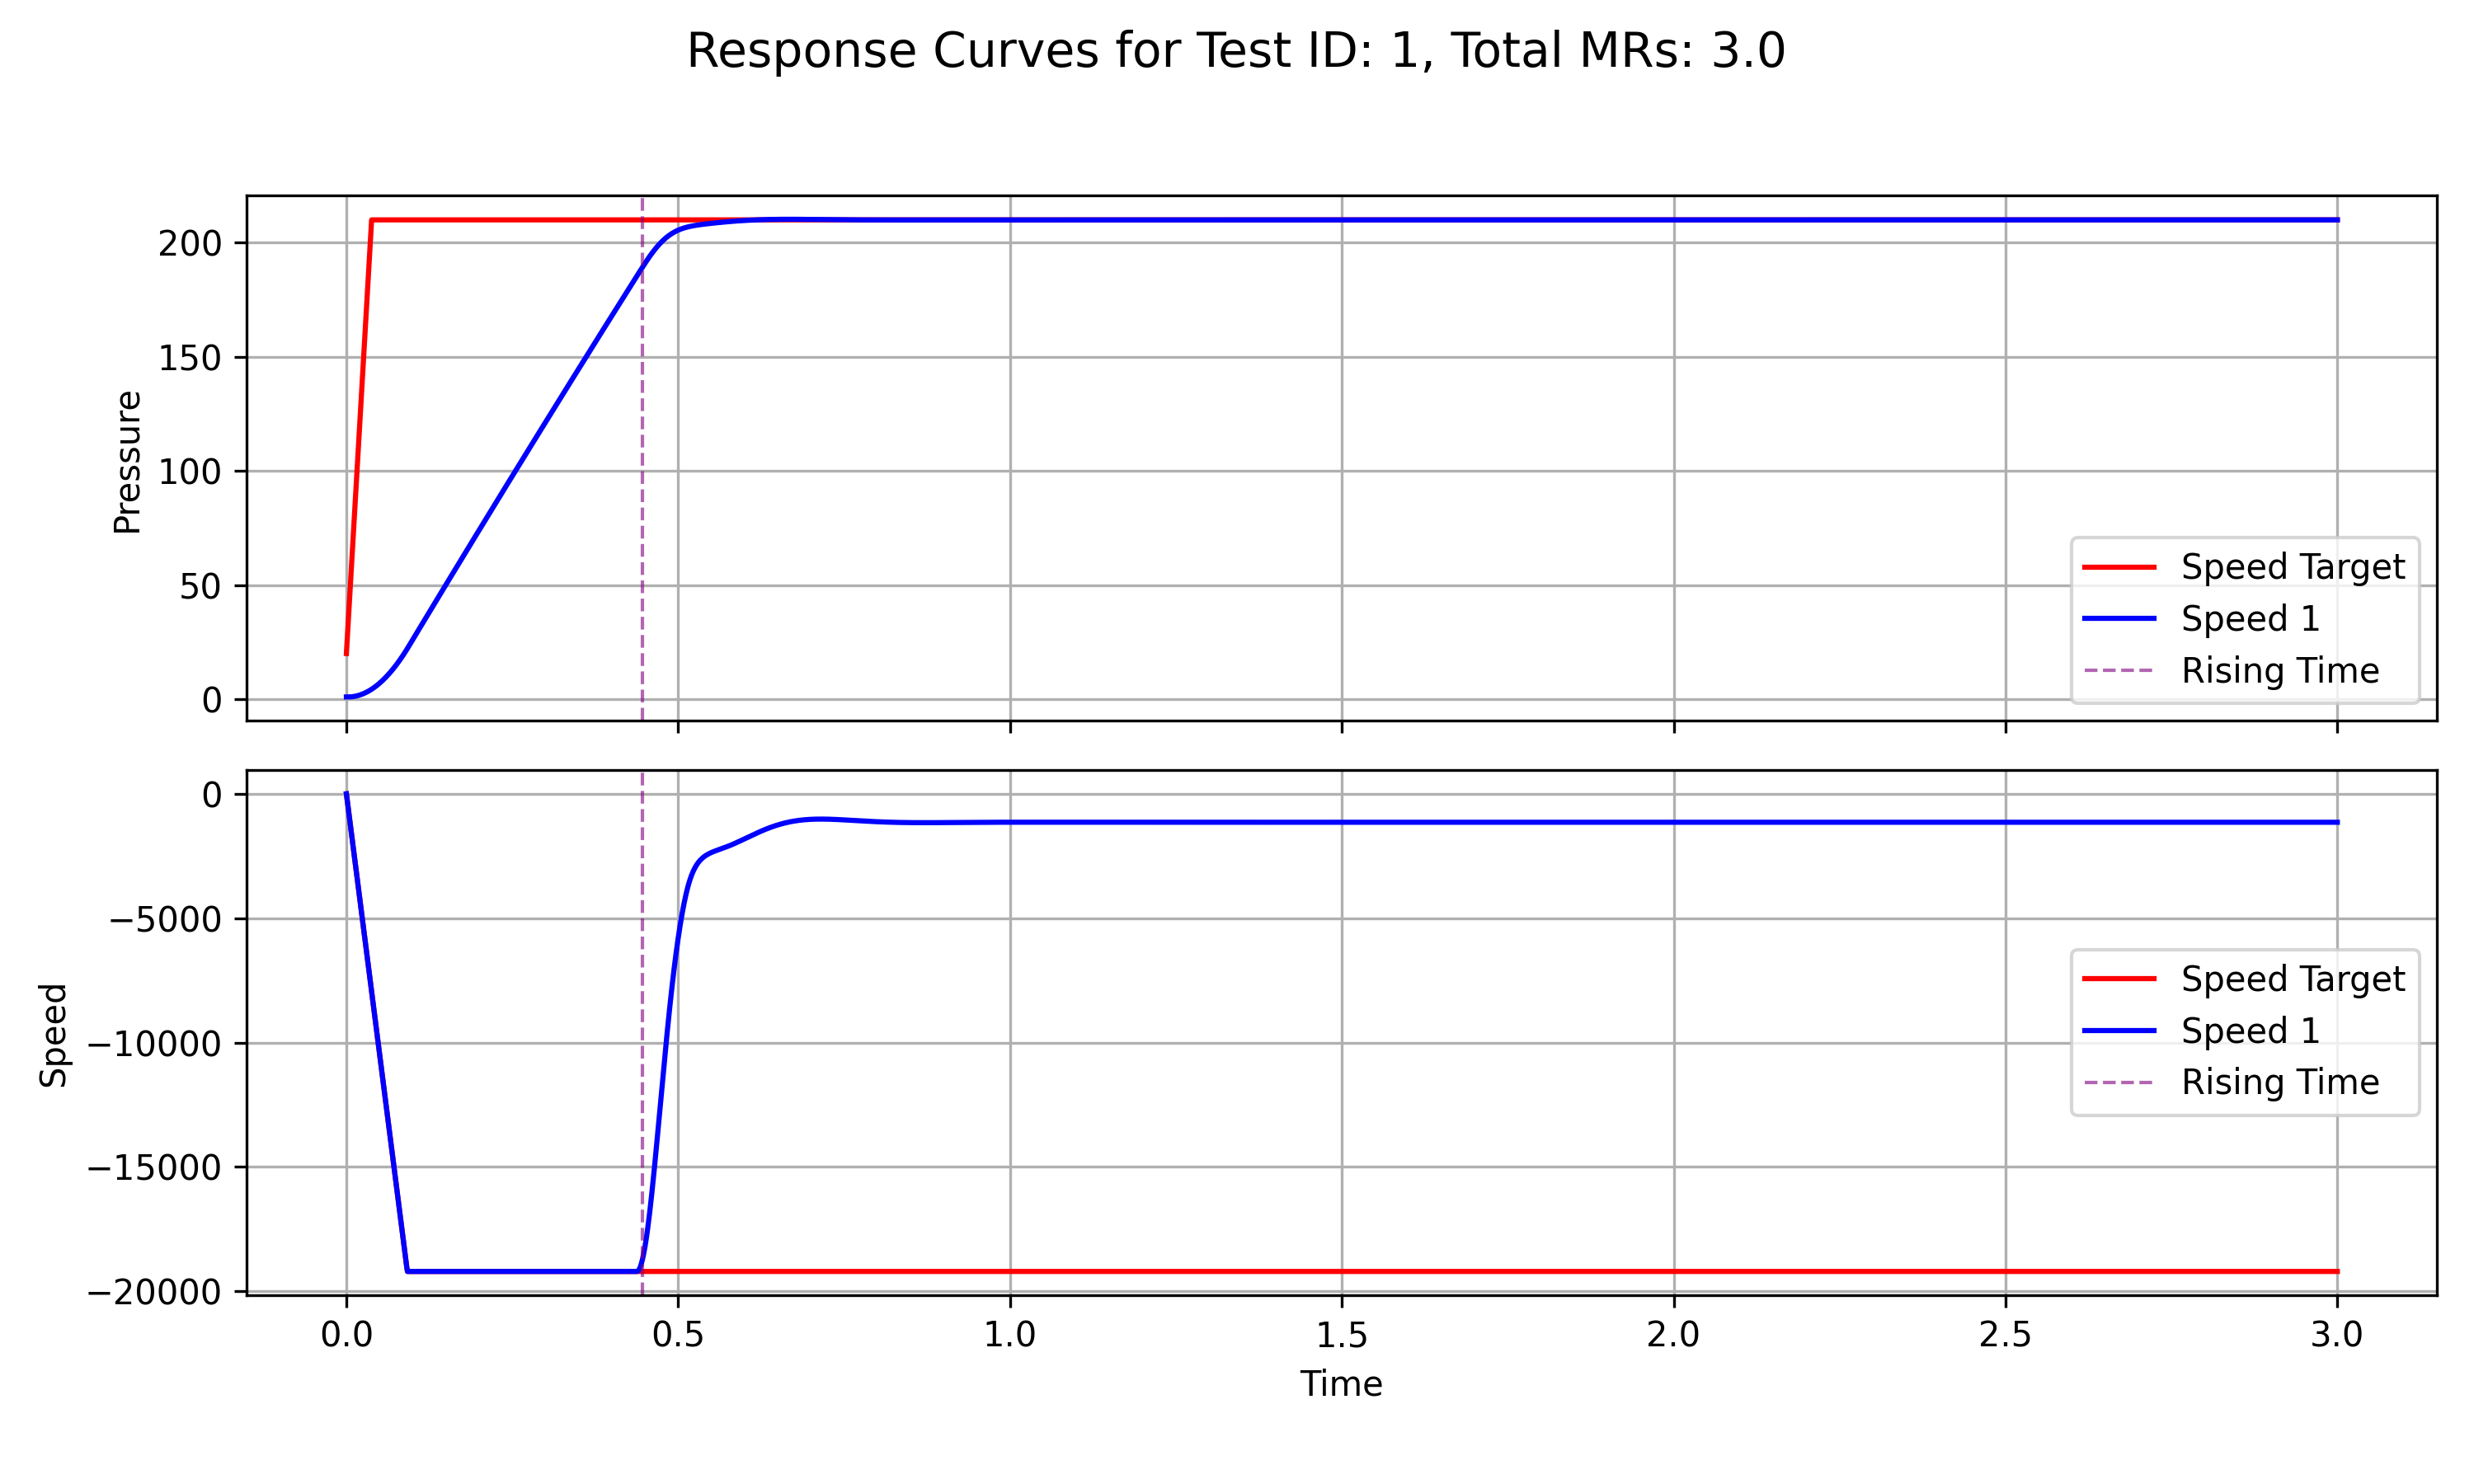 Response Curves for Test ID: 1, Total MRs: 3.0
Pressure
200
150
100
50
0
Speed Target
Speed 1
Rising Time
Speed
0
−5000
−10000
−15000
−20000
Speed Target
Speed 1
Rising Time
0.0 0.5 1.0 1.5 2.0 2.5 3.0
Time